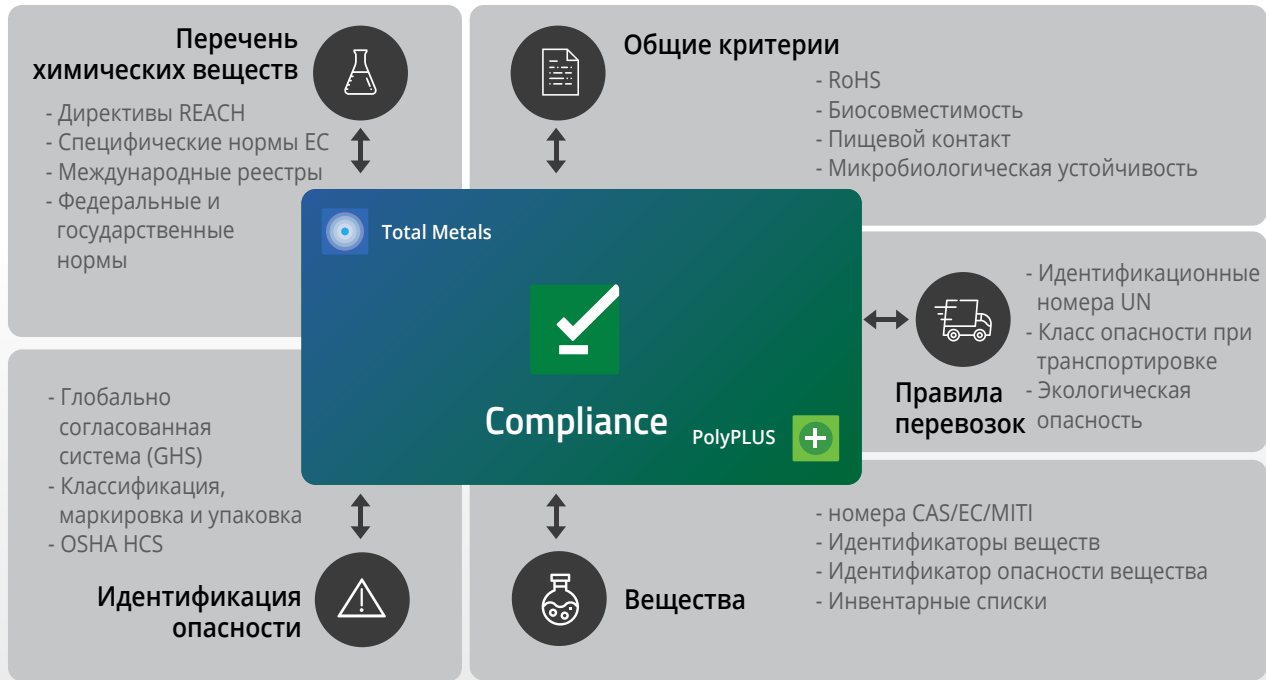 Перечень
химических веществ
- Директивы REACH
- Специфические нормы ЕС
- Международные реестры
- Федеральные и
государственные
нормы
Общие критерии
- RoHS
- Биосовместимость
- Пищевой контакт
- Микробиологическая устойчивость
Total Metals
Compliance
PolyPLUS
- Идентификационные
номера UN
- Класс опасности при
транспортировке
- Экологическая
опасность
Правила
перевозок
- Глобально
согласованная
система (GHS)
- Классификация,
маркировка и упаковка
- OSHA HCS
Идентификация
опасности
- номера CAS/EC/MITI
- Идентификаторы веществ
- Идентификатор опасности вещества
- Инвентарные списки
Вещества